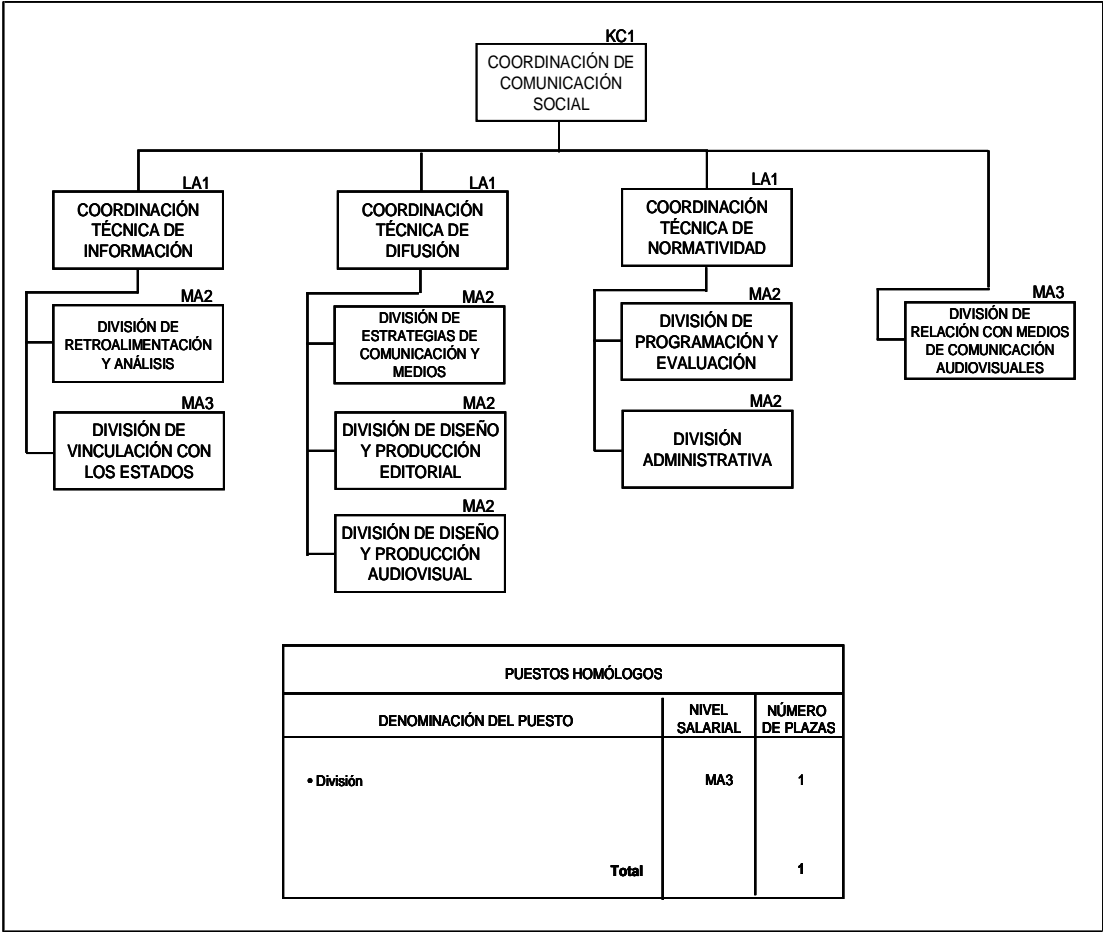 KC1
COORDINACIÓN DE
COMUNICACIÓN
SOCIAL
LA1
COORDINACIÓN
TÉCNICA DE
INFORMACIÓN
MA2
DIVISIÓN DE
RETROALIMENTACIÓN
Y ANÁLISIS
MA3
DIVISIÓN DE
VINCULACIÓN CON
LOS ESTADOS
LA1
COORDINACIÓN
TÉCNICA DE
DIFUSIÓN
MA2
DIVISIÓN DE
ESTRATEGIAS DE
COMUNICACIÓN Y
MEDIOS
MA2
DIVISIÓN DE DISEÑO
Y PRODUCCIÓN
EDITORIAL
MA2
DIVISIÓN DE DISEÑO
Y PRODUCCIÓN
AUDIOVISUAL
LA1
COORDINACIÓN
TÉCNICA DE
NORMATIVIDAD
MA2
DIVISIÓN DE
PROGRAMACIÓN Y
EVALUACIÓN
MA2
DIVISIÓN
ADMINISTRATIVA
MA3
DIVISIÓN DE
RELACIÓN CON MEDIOS
DE COMUNICACIÓN
AUDIOVISUALES
PUESTOS HOMÓLOGOS
DENOMINACIÓN DEL PUESTO
NIVEL
SALARIAL
NÚMERO
DE PLAZAS
• División MA3 1
Total 1